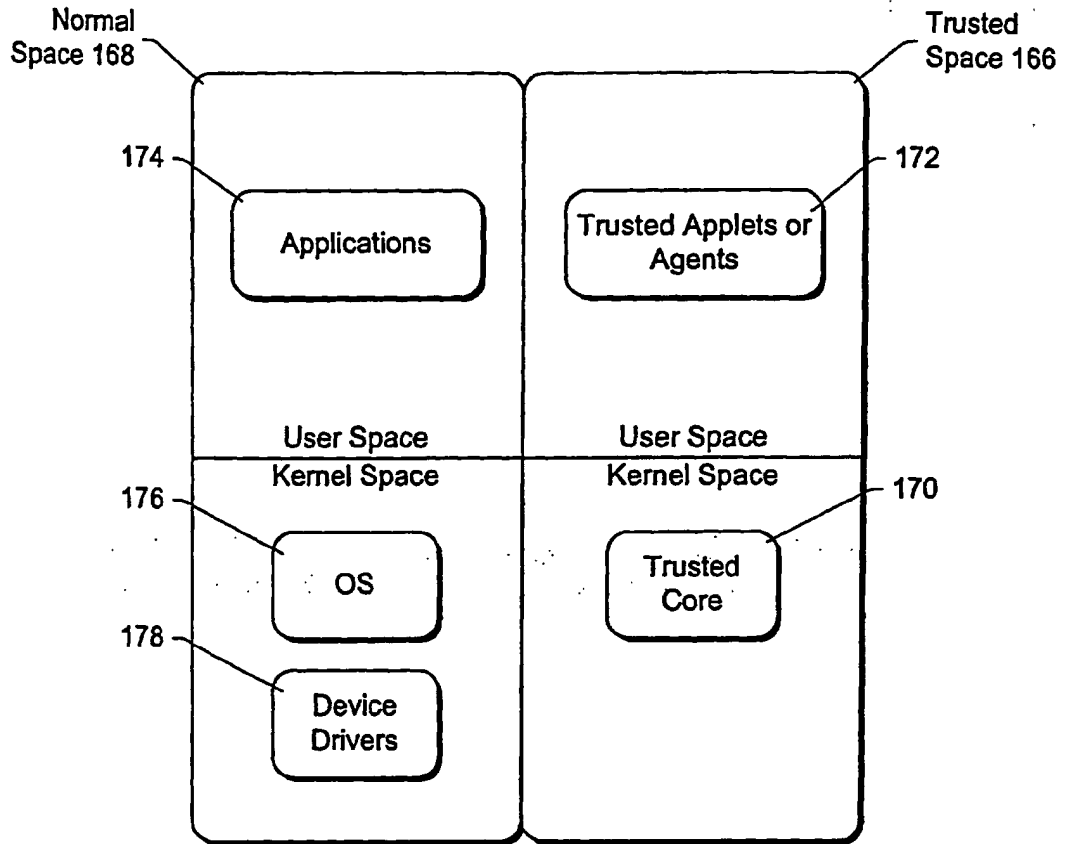 Normal
Space 168
Trusted
Space 166
174
172
Applications
Trusted Applets or
Agents
User Space
User Space
Kernel Space
Kernel Space
176
170
OS
Trusted
Core
178
Device
Drivers